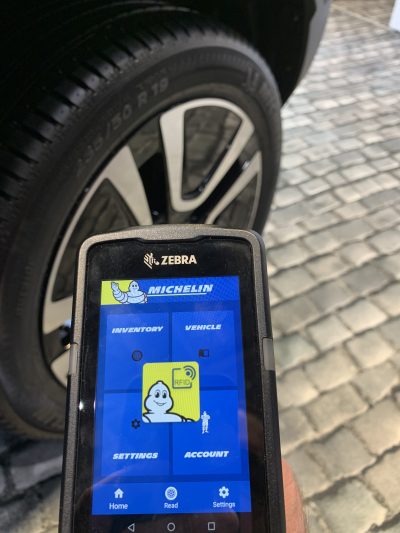 235/50 R 19
ZEBRA
MICHELIN
INVENTORY
VEHICLE
RFID
SETTINGS
ACCOUNT
Home
Read
Settings